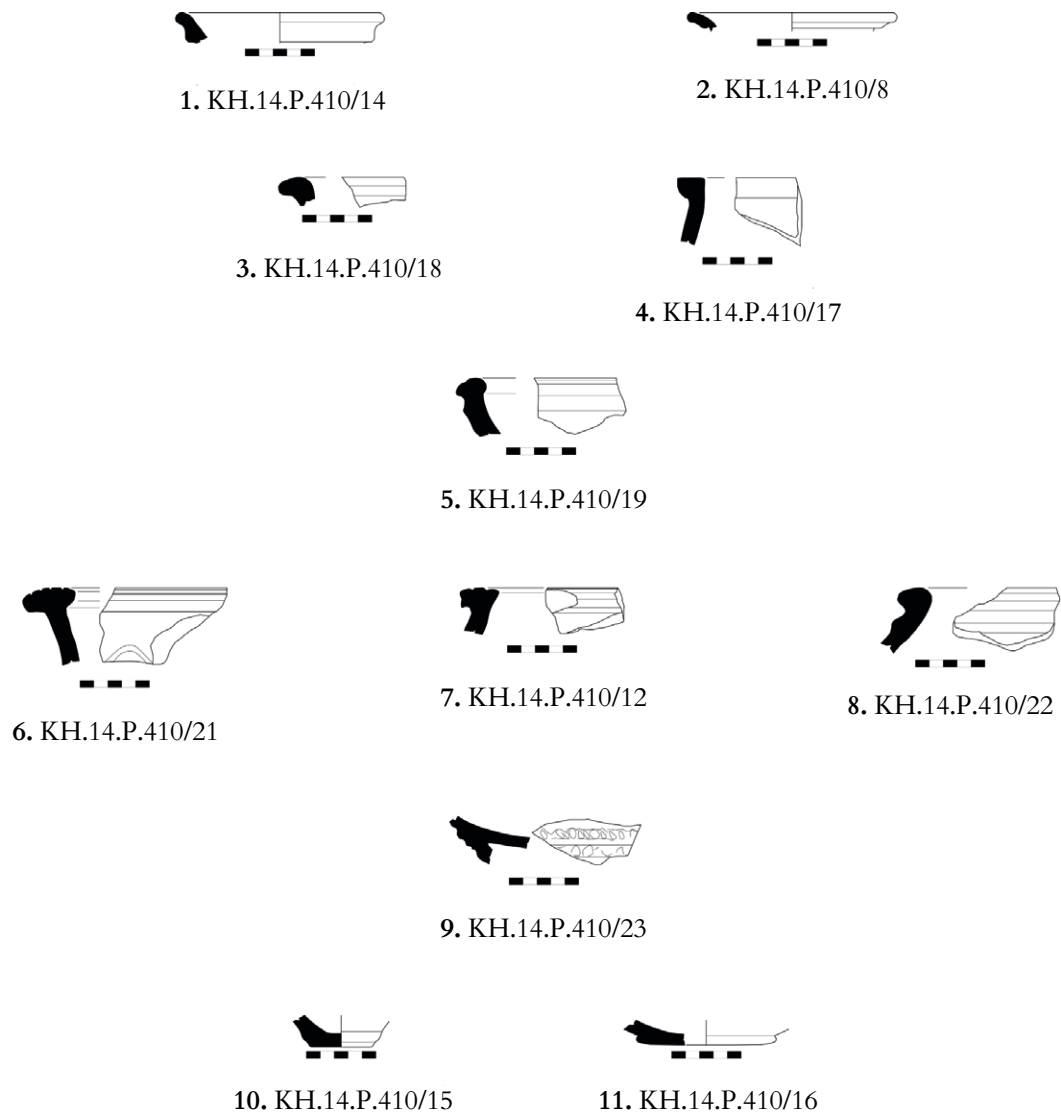 1. KH.14.P.410/14
2. KH.14.P.410/8
3. KH.14.P.410/18
4. KH.14.P.410/17
5. KH.14.P.410/19
6. KH.14.P.410/21
7. KH.14.P.410/12
8. KH.14.P.410/22
9. KH.14.P.410/23
10. KH.14.P.410/15
11. KH.14.P.410/16